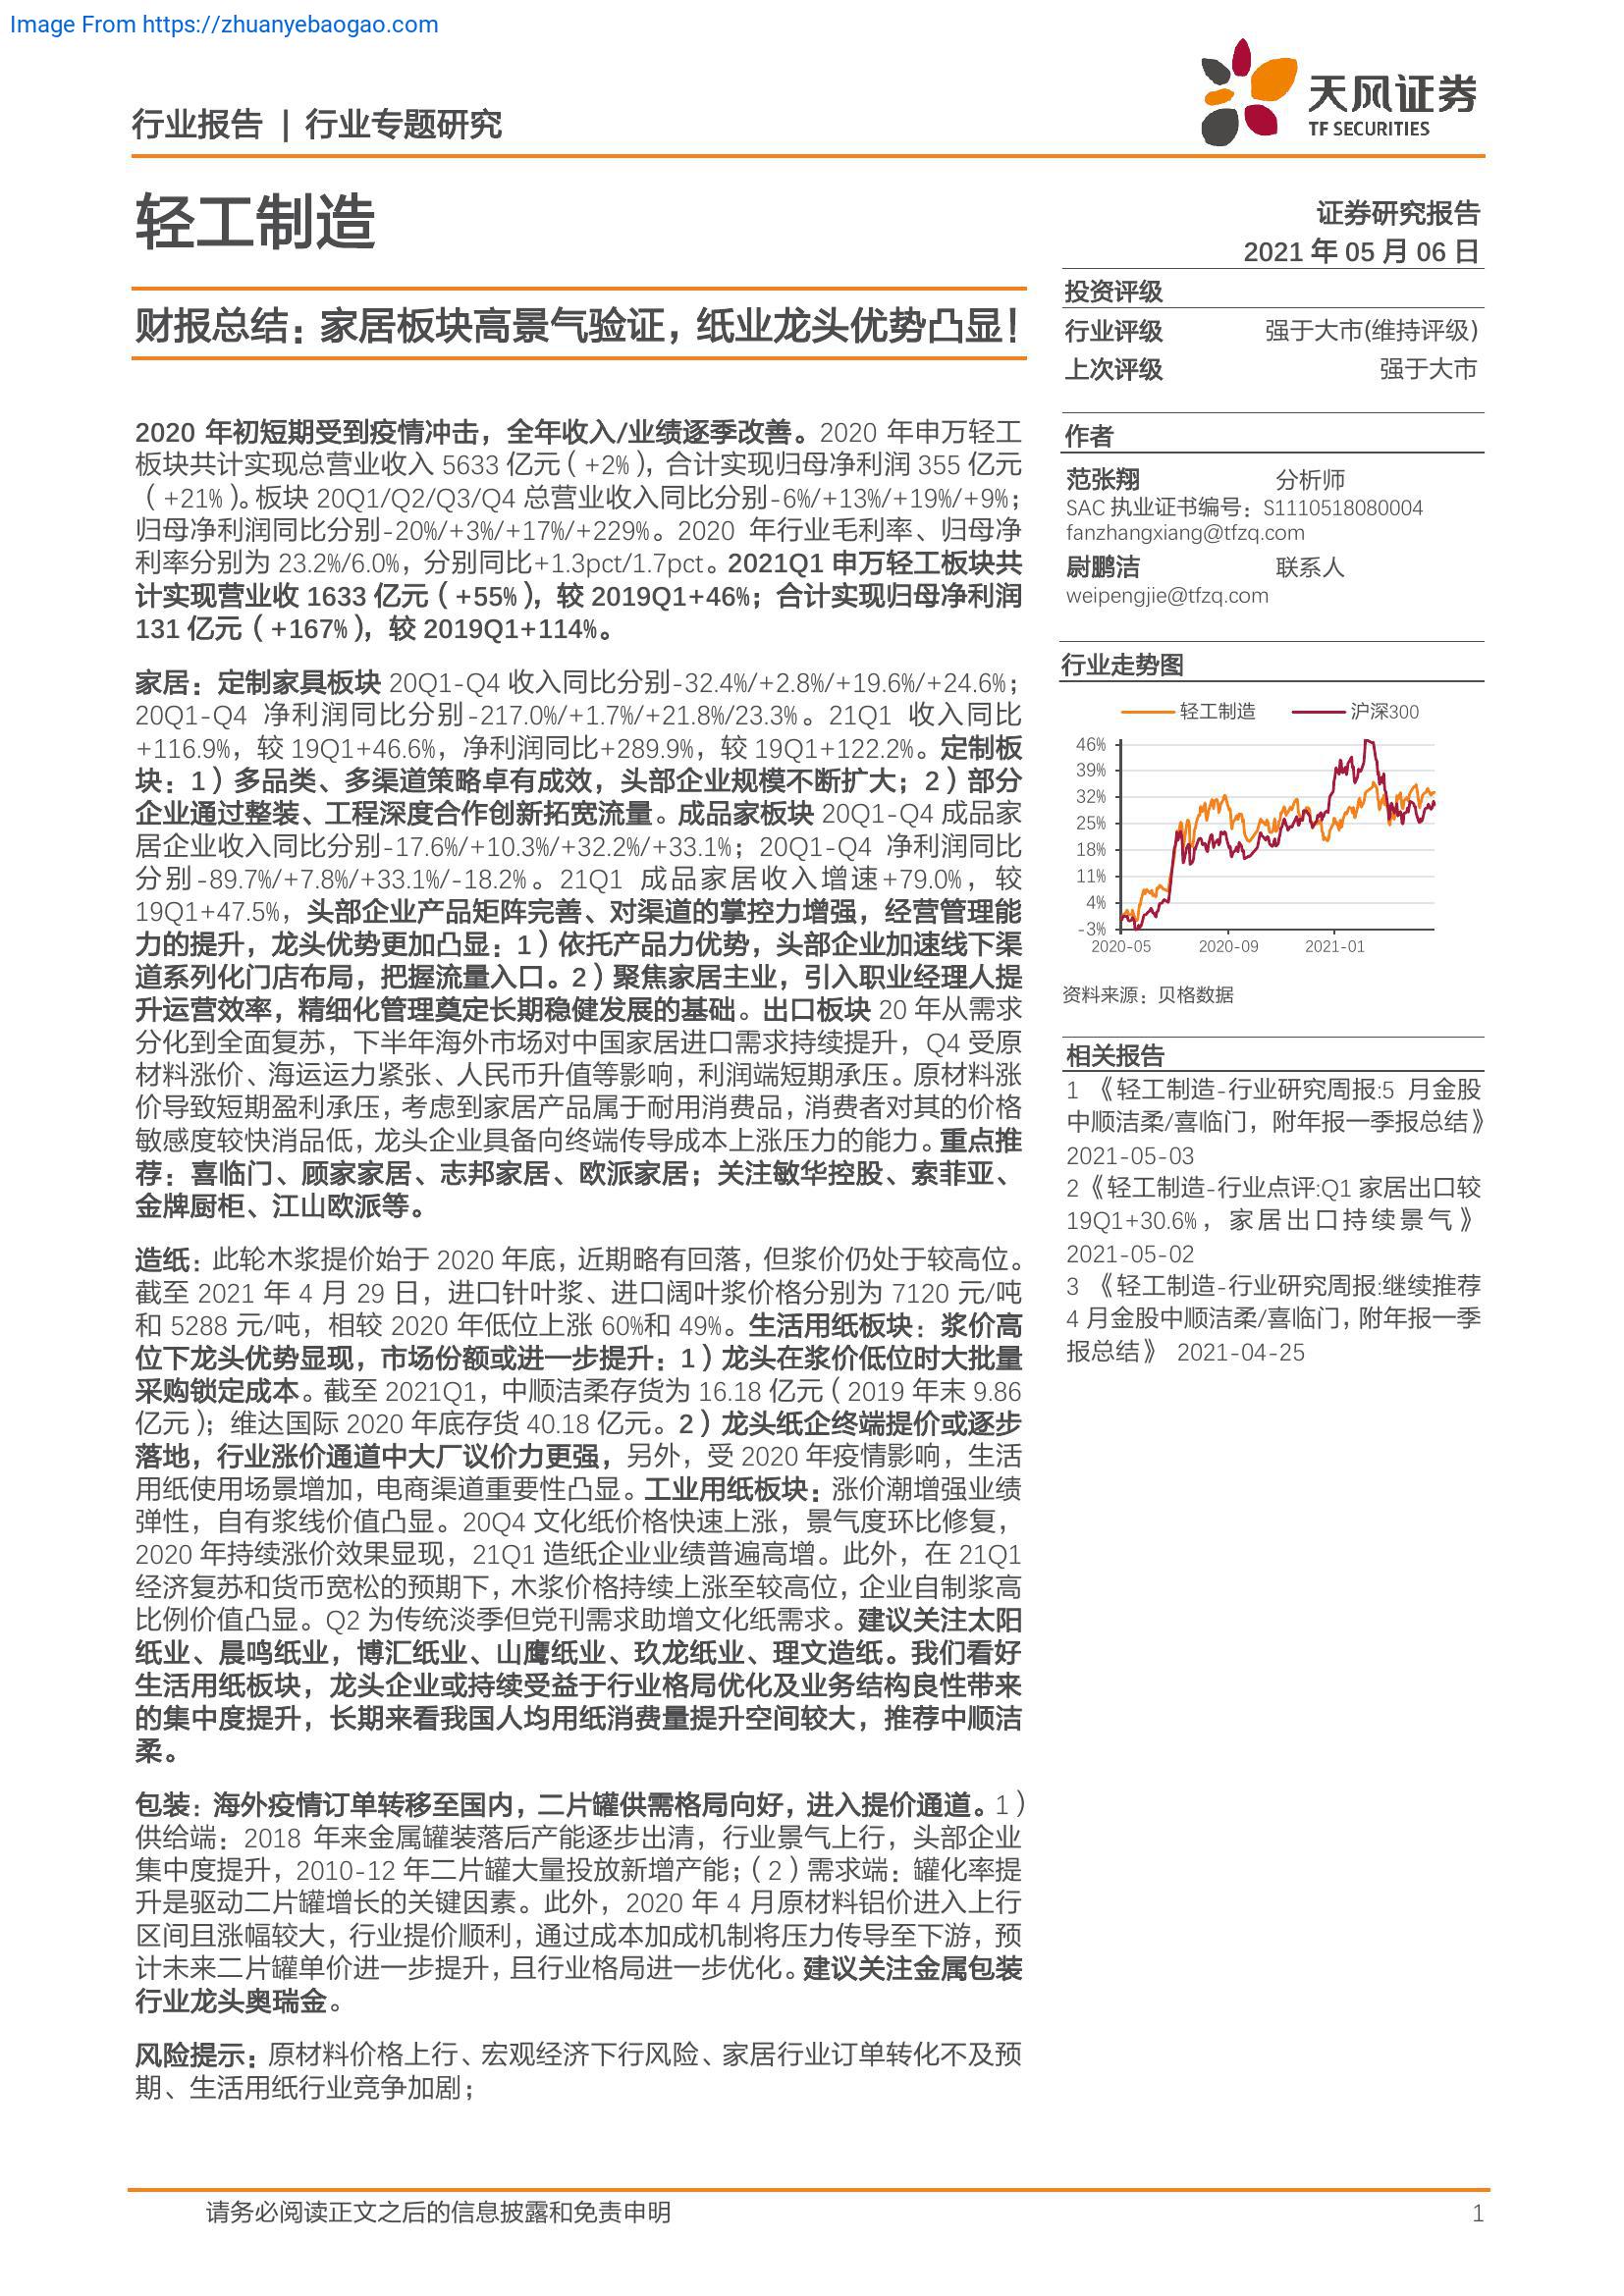 Image From https://zhuanyebaogao.com
行业报告 | 行业专题研究
天风证券
TF SECURITIES
轻工制造
证券研究报告
2021 年 05 月 06 日
财报总结：家居板块高景气验证，纸业龙头优势凸显！
2020 年初短期受到疫情冲击，全年收入/业绩逐季改善。2020 年申万轻工
板块共计实现总营业收入 5633 亿元（+2%），合计实现归母净利润 355 亿元
（+21%）。板块 20Q1/Q2/Q3/Q4 总营业收入同比分别-6%/+13%/+19%/+9%；
归母净利润同比分别-20%/+3%/+17%/+229%。2020 年行业毛利率、归母净
利率分别为 23.2%/6.0%，分别同比+1.3pct/1.7pct。2021Q1 申万轻工板块共
计实现营业收 1633 亿元（+55%），较 2019Q1+46%；合计实现归母净利润
131 亿元（+167%），较 2019Q1+114%。
家居：定制家具板块 20Q1-Q4 收入同比分别-32.4%/+2.8%/+19.6%/+24.6%；
20Q1-Q4 净利润同比分别-217.0%/+1.7%/+21.8%/23.3%。21Q1 收入同比
+116.9%，较 19Q1+46.6%，净利润同比+289.9%，较 19Q1+122.2%。定制板
块：1）多品类、多渠道策略卓有成效，头部企业规模不断扩大；2）部分
企业通过整装、工程深度合作创新拓宽流量。成品家板块 20Q1-Q4 成品家
居企业收入同比分别-17.6%/+10.3%/+32.2%/+33.1%；20Q1-Q4 净利润同比
分别-89.7%/+7.8%/+33.1%/-18.2%。21Q1 成品家居收入增速+79.0%，较
19Q1+47.5%，头部企业产品矩阵完善、对渠道的掌控力增强，经营管理能
力的提升，龙头优势更加凸显：1）依托产品力优势，头部企业加速线下渠
道系列化门店布局，把握流量入口。2）聚焦家居主业，引入职业经理人提
升运营效率，精细化管理奠定长期稳健发展的基础。出口板块 20 年从需求
分化到全面复苏，下半年海外市场对中国家居进口需求持续提升，Q4 受原
材料涨价、海运运力紧张、人民币升值等影响，利润端短期承压。原材料涨
价导致短期盈利承压，考虑到家居产品属于耐用消费品，消费者对其的价格
敏感度较快消品低，龙头企业具备向终端传导成本上涨压力的能力。重点推
荐：喜临门、顾家家居、志邦家居、欧派家居；关注敏华控股、索菲亚、
金牌厨柜、江山欧派等。
造纸：此轮木浆提价始于 2020 年底，近期略有回落，但浆价仍处于较高位。
截至 2021 年 4 月 29 日，进口针叶浆、进口阔叶浆价格分别为 7120 元/吨
和 5288 元/吨，相较 2020 年低位上涨 60%和 49%。生活用纸板块：浆价高
位下龙头优势显现，市场份额或进一步提升：1）龙头在浆价低位时大批量
采购锁定成本。截至 2021Q1，中顺洁柔存货为 16.18 亿元（2019 年末 9.86
亿元）；维达国际 2020 年底存货 40.18 亿元。2）龙头纸企终端提价或逐步
落地，行业涨价通道中大厂议价力更强，另外，受 2020 年疫情影响，生活
用纸使用场景增加，电商渠道重要性凸显。工业用纸板块：涨价潮增强业绩
弹性，自有浆线价值凸显。20Q4 文化纸价格快速上涨，景气度环比修复，
2020 年持续涨价效果显现，21Q1 造纸企业业绩普遍高增。此外，在 21Q1
经济复苏和货币宽松的预期下，木浆价格持续上涨至较高位，企业自制浆高
比例价值凸显。Q2 为传统淡季但党刊需求助增文化纸需求。建议关注太阳
纸业、晨鸣纸业，博汇纸业、山鹰纸业、玖龙纸业、理文造纸。我们看好
生活用纸板块，龙头企业或持续受益于行业格局优化及业务结构良性带来
的集中度提升，长期来看我国人均用纸消费量提升空间较大，推荐中顺洁
柔。
包装：海外疫情订单转移至国内，二片罐供需格局向好，进入提价通道。1）
供给端：2018 年来金属罐装落后产能逐步出清，行业景气上行，头部企业
集中度提升，2010-12 年二片罐大量投放新增产能；（2）需求端：罐化率提
升是驱动二片罐增长的关键因素。此外，2020 年 4 月原材料铝价进入上行
区间且涨幅较大，行业提价顺利，通过成本加成机制将压力传导至下游，预
计未来二片罐单价进一步提升，且行业格局进一步优化。建议关注金属包装
行业龙头奥瑞金。
风险提示：原材料价格上行、宏观经济下行风险、家居行业订单转化不及预
期、生活用纸行业竞争加剧；
投资评级
行业评级 强于大市(维持评级)
上次评级 强于大市
作者
范张翔 分析师
SAC 执业证书编号：S1110518080004
fanzhangxiang@tfzq.com
尉鹏洁 联系人
weipengjie@tfzq.com
行业走势图
轻工制造 沪深300
46%
39%
32%
25%
18%
11%
4%
-3%
2020-05 2020-09 2021-01
资料来源：贝格数据
相关报告
1 《轻工制造-行业研究周报:5 月金股
中顺洁柔/喜临门，附年报一季报总结》
2021-05-03
2 《轻工制造-行业点评:Q1 家居出口较
19Q1+30.6%，家居出口持续景气》
2021-05-02
3 《轻工制造-行业研究周报:继续推荐
4 月金股中顺洁柔/喜临门，附年报一季
报总结》 2021-04-25
请务必阅读正文之后的信息披露和免责申明 1